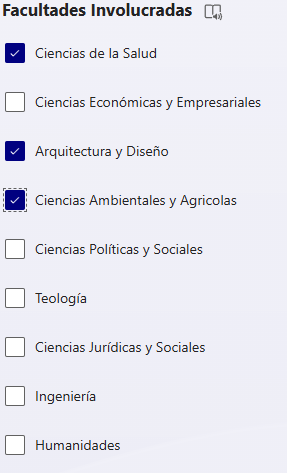 Facultades Involucradas
Ciencias de la Salud
Ciencias Económicas y Empresariales
Arquitectura y Diseño
Ciencias Ambientales y Agricolas
Ciencias Políticas y Sociales
Teología
Ciencias Jurídicas y Sociales
Ingeniería
Humanidades